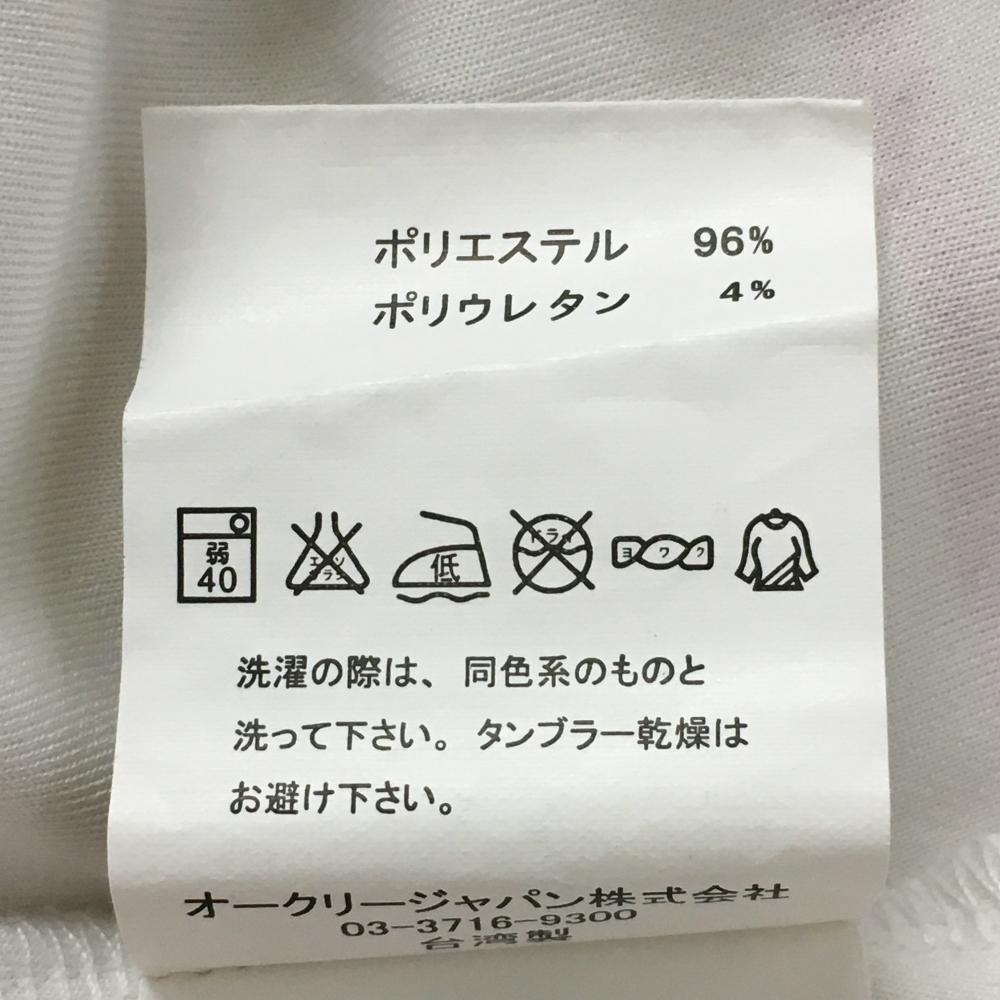 ポリエステル 96%
ポリウレタン 4%
弱
40
エンソ
サラシ
低
ドライ
ヨワク
洗濯の際は、同色系のものと
洗って下さい。タンブラー乾燥は
お避け下さい。
オークリージャパン株式会社
03-3716-9300
台湾製